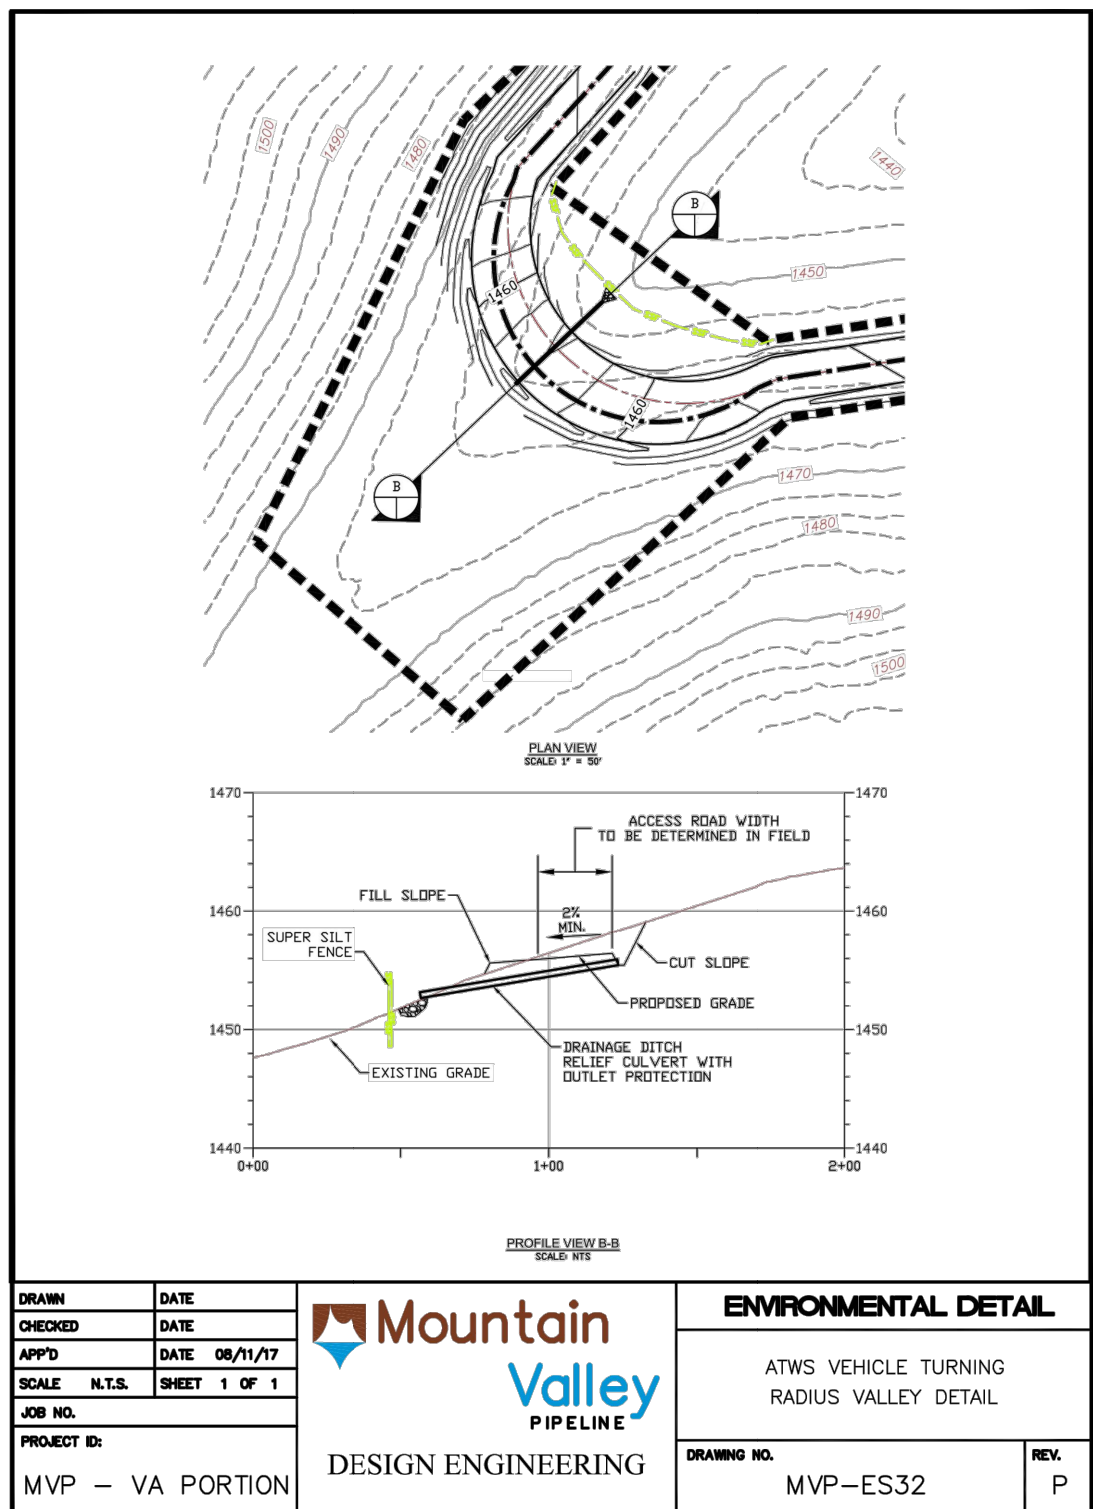 1500
1490
1480
1440
B
1450
1460
1460
B
1470
1480
1490
1500
PLAN VIEW
SCALE: 1" = 50'
1470
1470
ACCESS ROAD WIDTH
TO BE DETERMINED IN FIELD
FILL SLOPE
1460
1460
2%
MIN.
SUPER SILT
FENCE
CUT SLOPE
PROPOSED GRADE
1450
1450
DRAINAGE DITCH
RELIEF CULVERT WITH
OUTLET PROTECTION
EXISTING GRADE
1440
1440
0+00
1+00
2+00
PROFILE VIEW B-B
SCALE: NTS
DRAWN
DATE
CHECKED
DATE
APP'D
DATE 08/11/17
SCALE N.T.S.
SHEET 1 OF 1
JOB NO.
PROJECT ID:
MVP - VA PORTION
Mountain
Valley
PIPELINE
DESIGN ENGINEERING
ENVIRONMENTAL DETAIL
ATWS VEHICLE TURNING
RADIUS VALLEY DETAIL
DRAWING NO.
MVP-ES32
REV.
P